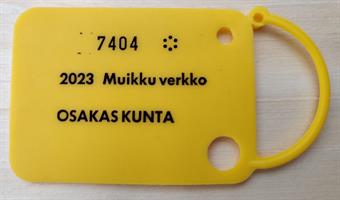 7404
2023 Muikku verkko
OSAKAS KUNTA